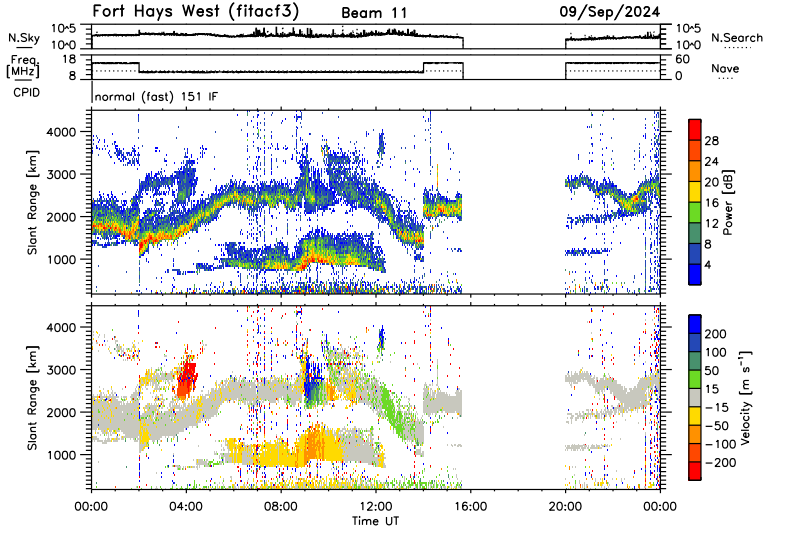 Fort Hays West (fitacf3) Beam 11 09/Sep/2024
N.Sky 10^5 10^0 10^5 10^0 N.Search
Freq. [MHz] 18 8 60 0 Nave
CPID normal (fast) 151 IF
Slant Range [km] 4000 3000 2000 1000
Power [dB] 28 24 20 16 12 8 4
Slant Range [km] 4000 3000 2000 1000
Velocity [m s^-1] 200 100 50 15 -15 -50 -100 -200
00:00 04:00 08:00 12:00 16:00 20:00 00:00
Time UT